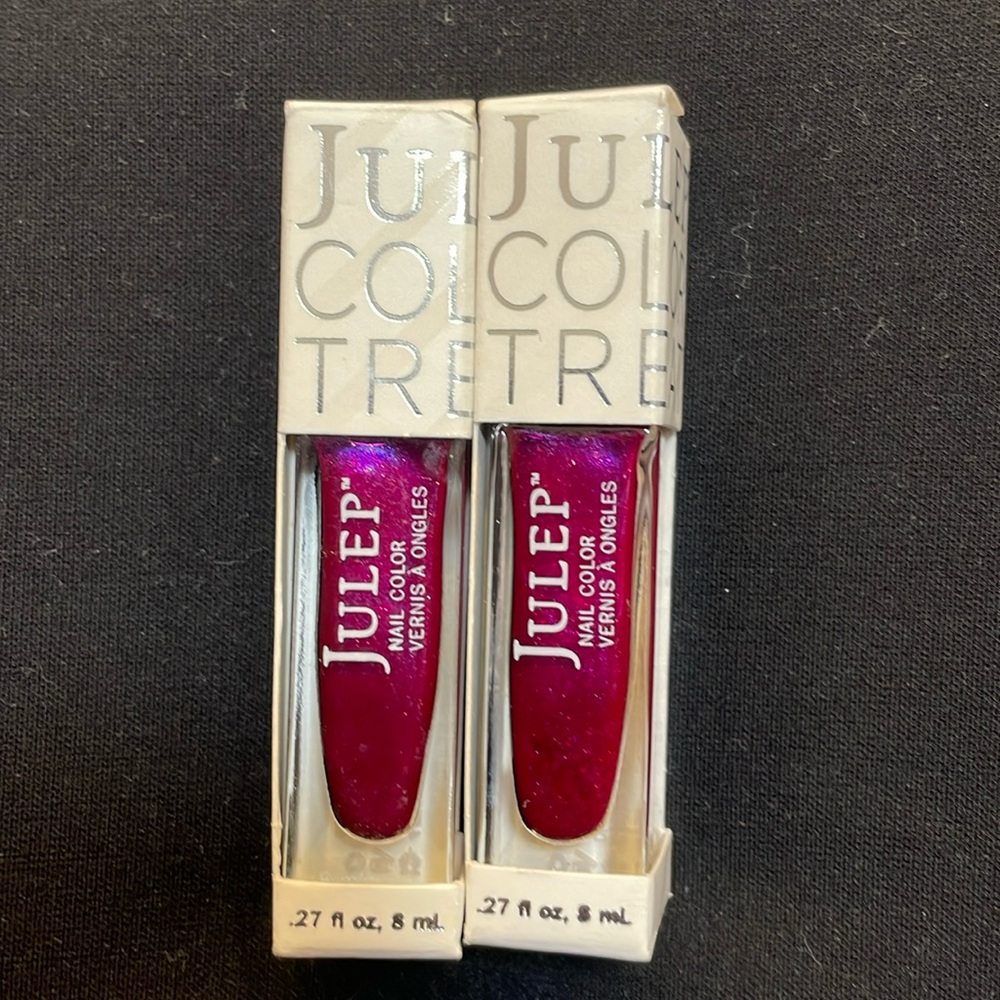 JUL
COL
TRE
JULEP™
NAIL COLOR
VERNIS À ONGLES
.27 fl oz, 8 mL
JUL
COL
TRE
JULEP™
NAIL COLOR
VERNIS À ONGLES
.27 fl oz, 8 mL